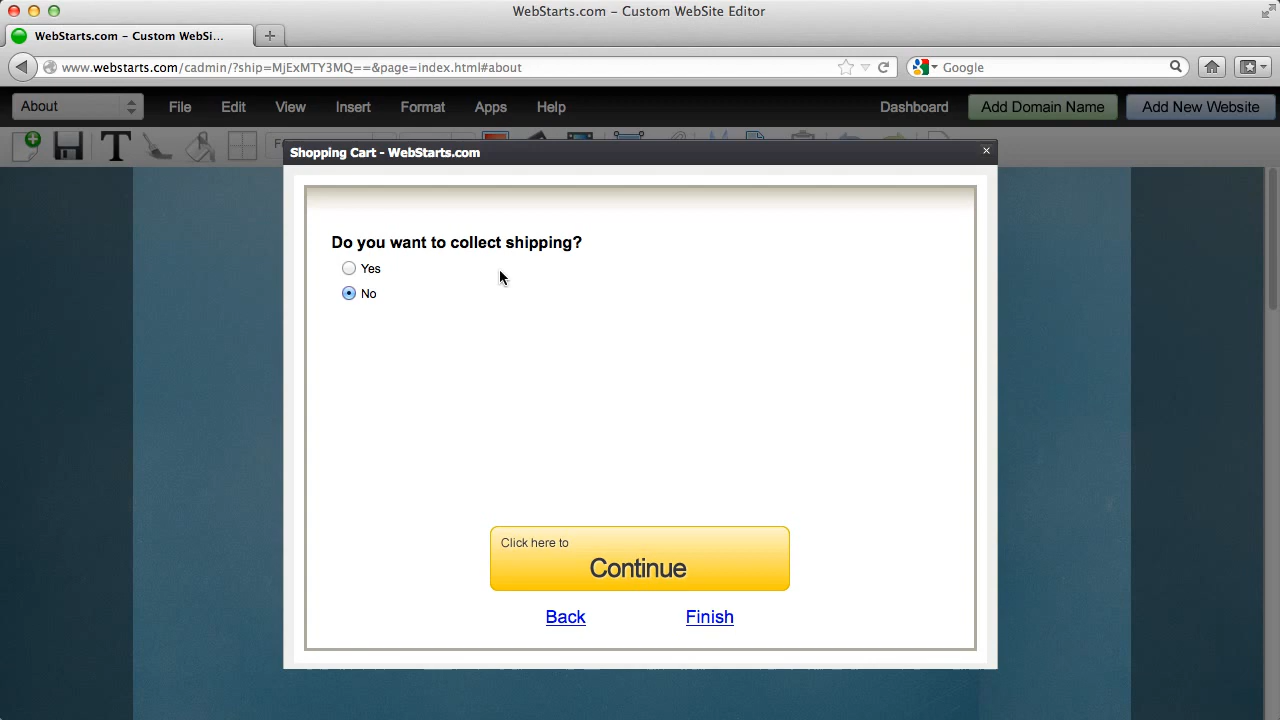 WebStarts.com – Custom WebSite Editor
WebStarts.com – Custom WebSi...
www.webstarts.com/cadmin/?ship=MjExMTY3MQ==&page=index.html#about
Google
About
File
Edit
View
Insert
Format
Apps
Help
Dashboard
Add Domain Name
Add New Website
T
Shopping Cart - WebStarts.com
Do you want to collect shipping?
Yes
No
Click here to
Continue
Back
Finish